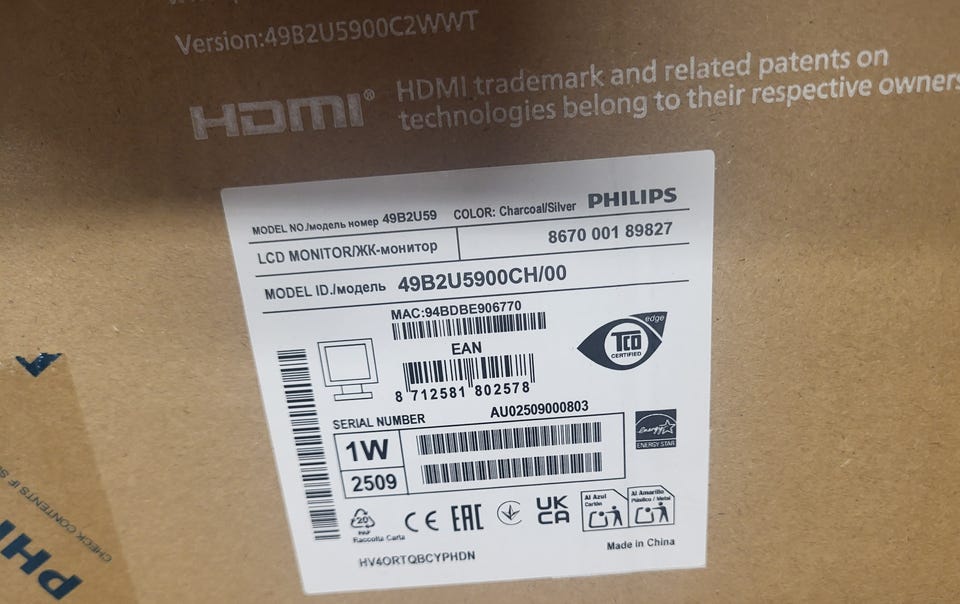 Version:49B2U5900C2WWT
HDMI® HDMI trademark and related patents on
technologies belong to their respective owners
MODEL NO./модель номер 49B2U59 COLOR: Charcoal/Silver PHILIPS
LCD MONITOR/ЖК-монитор 8670 001 89827
MODEL ID./модель 49B2U5900CH/00
MAC:94BDBE906770
EAN
8 712581 802578
edge
TCO
CERTIFIED
SERIAL NUMBER AU02509000803
1W
2509
energy
ENERGY STAR
20
PAP
Raccolta Carta
CE EAC UK
CA
Al Azul
Cartón
Al Amarillo
Plástico / Metal
HV4ORTQBCYPHDN
Made in China
CHECK CONTENTS IF
PHI